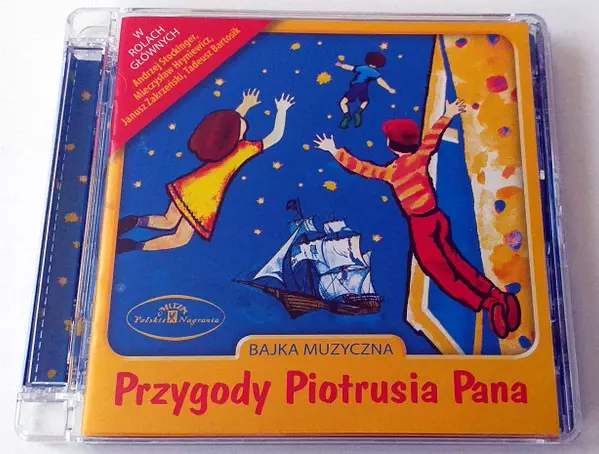 W
ROLACH
GŁÓWNYCH
Andrzej Stockinger,
Mieczysław Hryniewicz,
Janusz Zakrzeński, Tadeusz Bartosik
MUZA
Polskie Nagrania
BAJKA MUZYCZNA
Przygody Piotrusia Pana